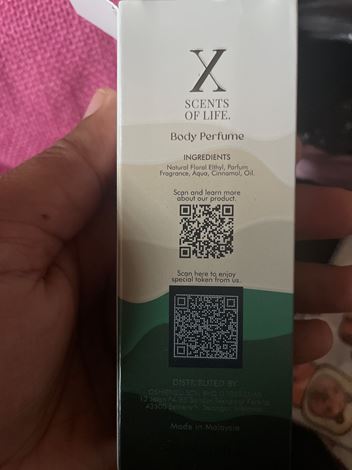 X
SCENTS
OF LIFE.
Body Perfume
INGREDIENTS
Natural Floral Ethyl, Parfum
Fragrance, Aqua, Cinnamal, Oil.
Scan and learn more
about our product.
Scan here to enjoy
special token from us.
DISTRIBUTED BY
Made in Malaysia